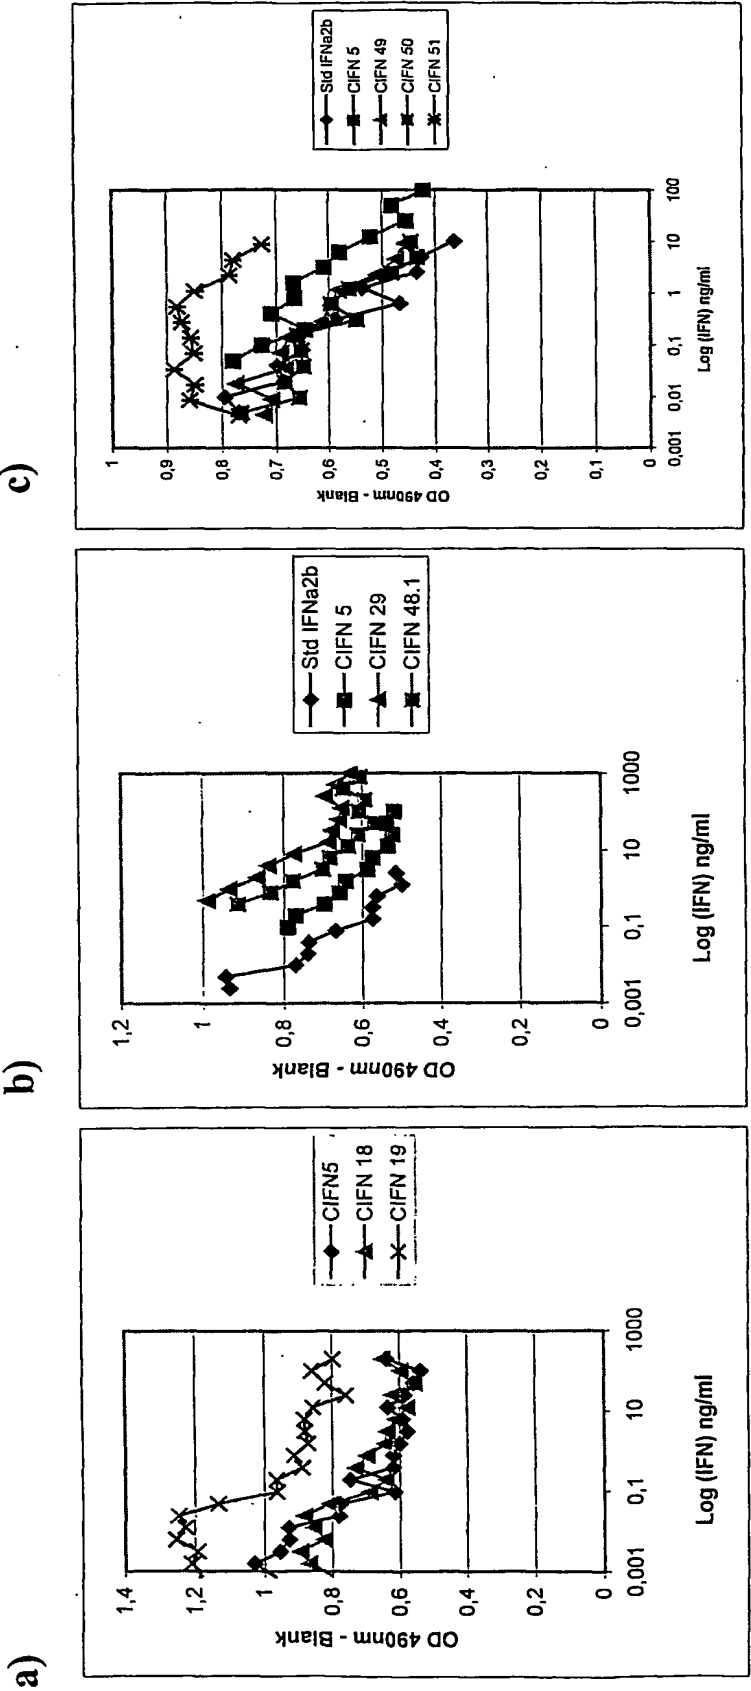 a)
1,4
1,2
1
0,8
0,6
0,4
0,2
0
OD 490nm - Blank
0,001
0,1
10
1000
Log (IFN) ng/ml
CIFN5
CIFN 18
CIFN 19
b)
1,2
1
0,8
0,6
0,4
0,2
0
OD 490nm - Blank
0,001
0,1
10
1000
Log (IFN) ng/ml
Std IFNa2b
CIFN 5
CIFN 29
CIFN 48.1
c)
1
0,9
0,8
0,7
0,6
0,5
0,4
0,3
0,2
0,1
0
OD 490nm - Blank
0,001
0,01
0,1
1
10
100
Log (IFN) ng/ml
Std IFNa2b
CIFN 5
CIFN 49
CIFN 50
CIFN 51